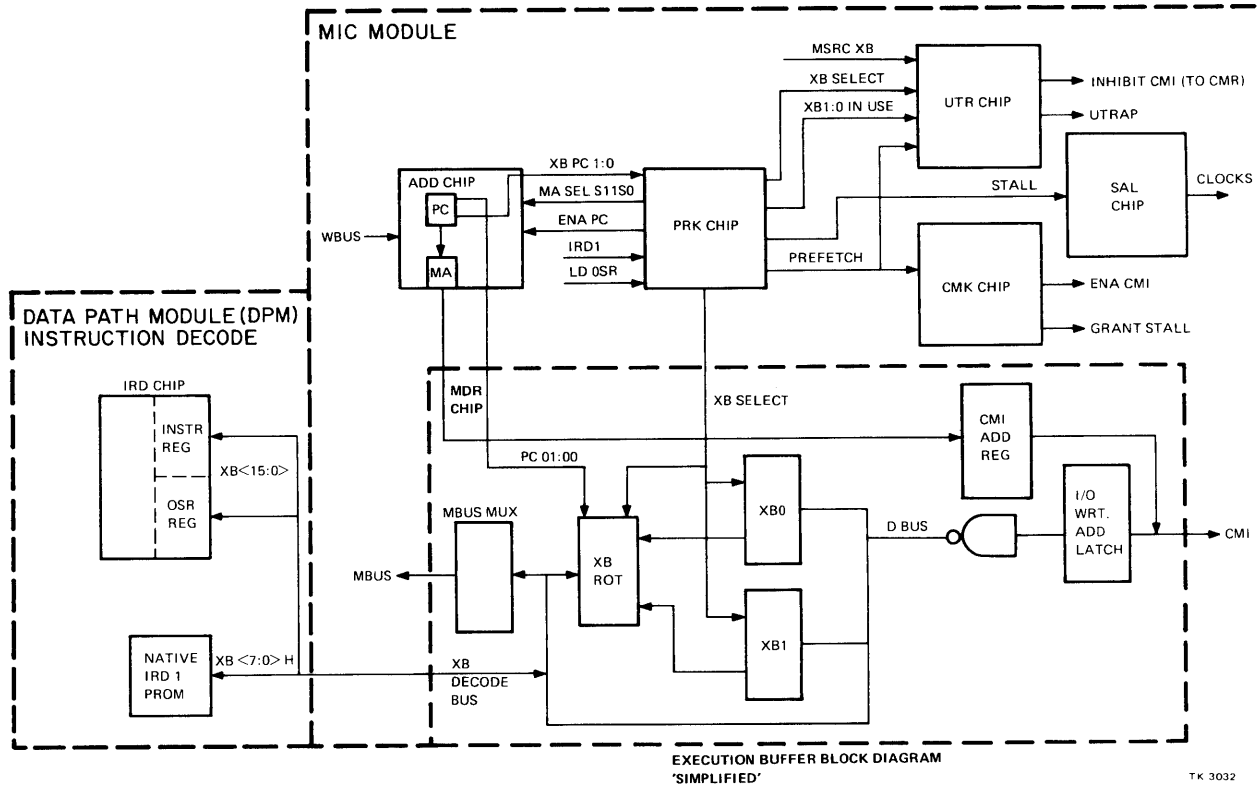 MIC MODULE
MSRC XB
XB SELECT
XB1:0 IN USE
UTR CHIP
INHIBIT CMI (TO CMR)
UTRAP
ADD CHIP
PC
MA
WBUS
XB PC 1:0
MA SEL S11S0
ENA PC
IRD1
LD 0SR
PRK CHIP
STALL
PREFETCH
SAL
CHIP
CLOCKS
CMK CHIP
ENA CMI
GRANT STALL
DATA PATH MODULE (DPM)
INSTRUCTION DECODE
IRD CHIP
INSTR
REG
XB<15:0>
OSR
REG
NATIVE
IRD 1
PROM
XB <7:0> H
MDR
CHIP
XB SELECT
PC 01:00
CMI
ADD
REG
MBUS MUX
MBUS
XB
ROT
XB0
XB1
D BUS
I/O
WRT.
ADD
LATCH
CMI
XB
DECODE
BUS
EXECUTION BUFFER BLOCK DIAGRAM
'SIMPLIFIED'
TK 3032